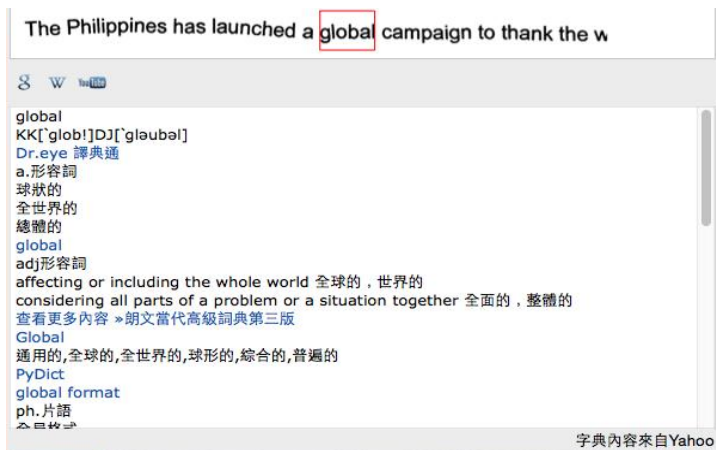 The Philippines has launched a global campaign to thank the w
8 W YouTube
global
KK[`glob!]DJ[`gləubəl]
Dr.eye 譯典通
a.形容詞
球狀的
全世界的
總體的
global
adj形容詞
affecting or including the whole world 全球的，世界的
considering all parts of a problem or a situation together 全面的，整體的
查看更多內容 »朗文當代高級詞典第三版
Global
通用的,全球的,全世界的,球形的,綜合的,普遍的
PyDict
global format
ph.片語
全局格式
字典內容來自Yahoo